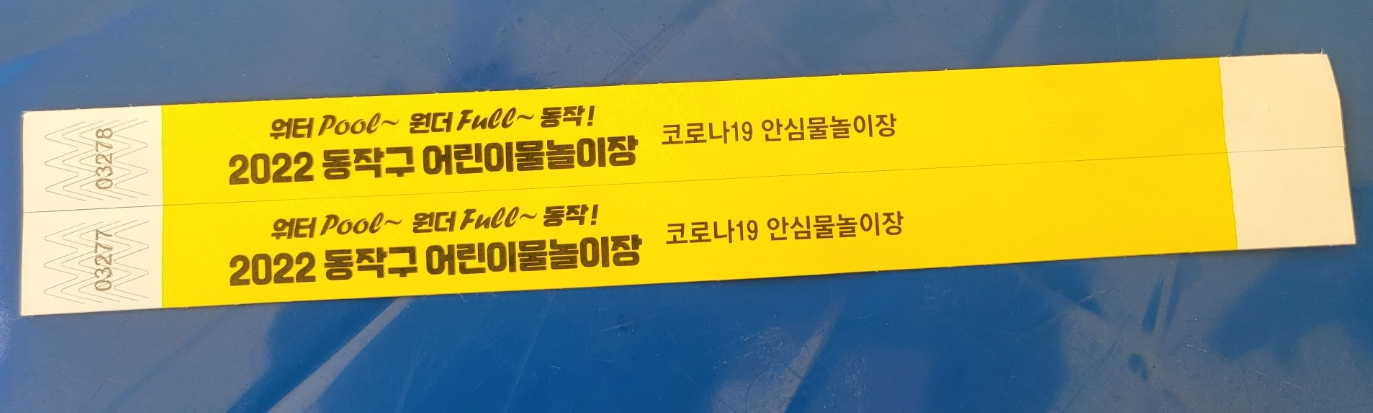 03278
워터 Pool~ 원더 Full~ 동작!
2022 동작구 어린이물놀이장
코로나19 안심물놀이장
03277
워터 Pool~ 원더 Full~ 동작!
2022 동작구 어린이물놀이장
코로나19 안심물놀이장